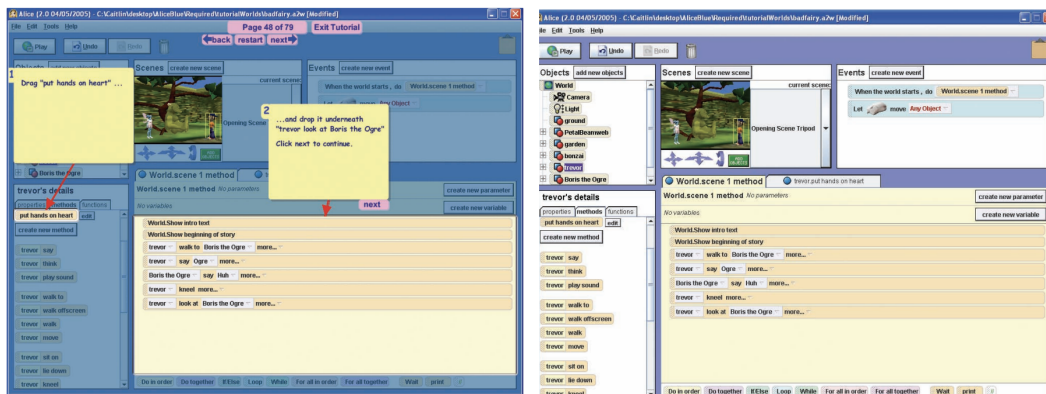 Alice (2.0 04/05/2005) - C:\Caitlin\desktop\AliceBlue\Required\tutorialWorlds\badfairy.a2w [Modified]
File Edit Tools Help
Page 48 of 79
Exit Tutorial
back restart next
Play Undo Redo
Objects add new objects
1
Drag "put hands on heart" ...
Boris the Ogre
Scenes create new scene
current scene:
Opening Scene
2
...and drop it underneath
"trevor look at Boris the Ogre"
Click next to continue.
next
Events create new event
When the world starts , do World.scene 1 method
Let move Any Object
trevor's details
properties methods functions
put hands on heart edit
create new method
trevor say
trevor think
trevor play sound
trevor walk to
trevor walk offscreen
trevor walk
trevor move
trevor sit on
trevor lie down
trevor kneel
World.scene 1 method
World.scene 1 method No parameters
create new parameter
No variables
create new variable
World.Show intro text
World.Show beginning of story
trevor walk to Boris the Ogre more...
trevor say Ogre more...
Boris the Ogre say Huh more...
trevor kneel more...
trevor look at Boris the Ogre more...
Do in order Do together If/Else Loop While For all in order For all together Wait print //
Alice (2.0 04/05/2005) - C:\Caitlin\desktop\AliceBlue\Required\tutorialWorlds\badfairy.a2w [Modified]
ile Edit Tools Help
Play Undo Redo
Objects add new objects
World
Camera
Light
ground
PetalBeamweb
garden
bonzai
trevor
Boris the Ogre
Scenes create new scene
current scene:
Opening Scene Tripod
Events create new event
When the world starts , do World.scene 1 method
Let move Any Object
trevor's details
properties methods functions
put hands on heart edit
create new method
trevor say
trevor think
trevor play sound
trevor walk to
trevor walk offscreen
trevor walk
trevor move
trevor sit on
trevor lie down
trevor kneel
World.scene 1 method trevor.put hands on heart
World.scene 1 method No parameters
create new parameter
No variables
create new variable
World.Show intro text
World.Show beginning of story
trevor walk to Boris the Ogre more...
trevor say Ogre more...
Boris the Ogre say Huh more...
trevor kneel more...
trevor look at Boris the Ogre more...
Do in order Do together If/Else Loop While For all in order For all together Wait print //